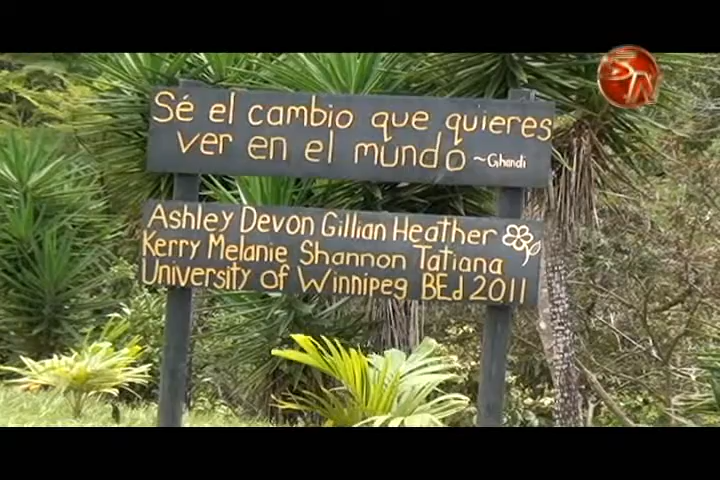 Sé el cambio que quieres
ver en el mundo ~Ghandi
Ashley Devon Gillian Heather
Kerry Melanie Shannon Tatiana
University of Winnipeg BEd 2011